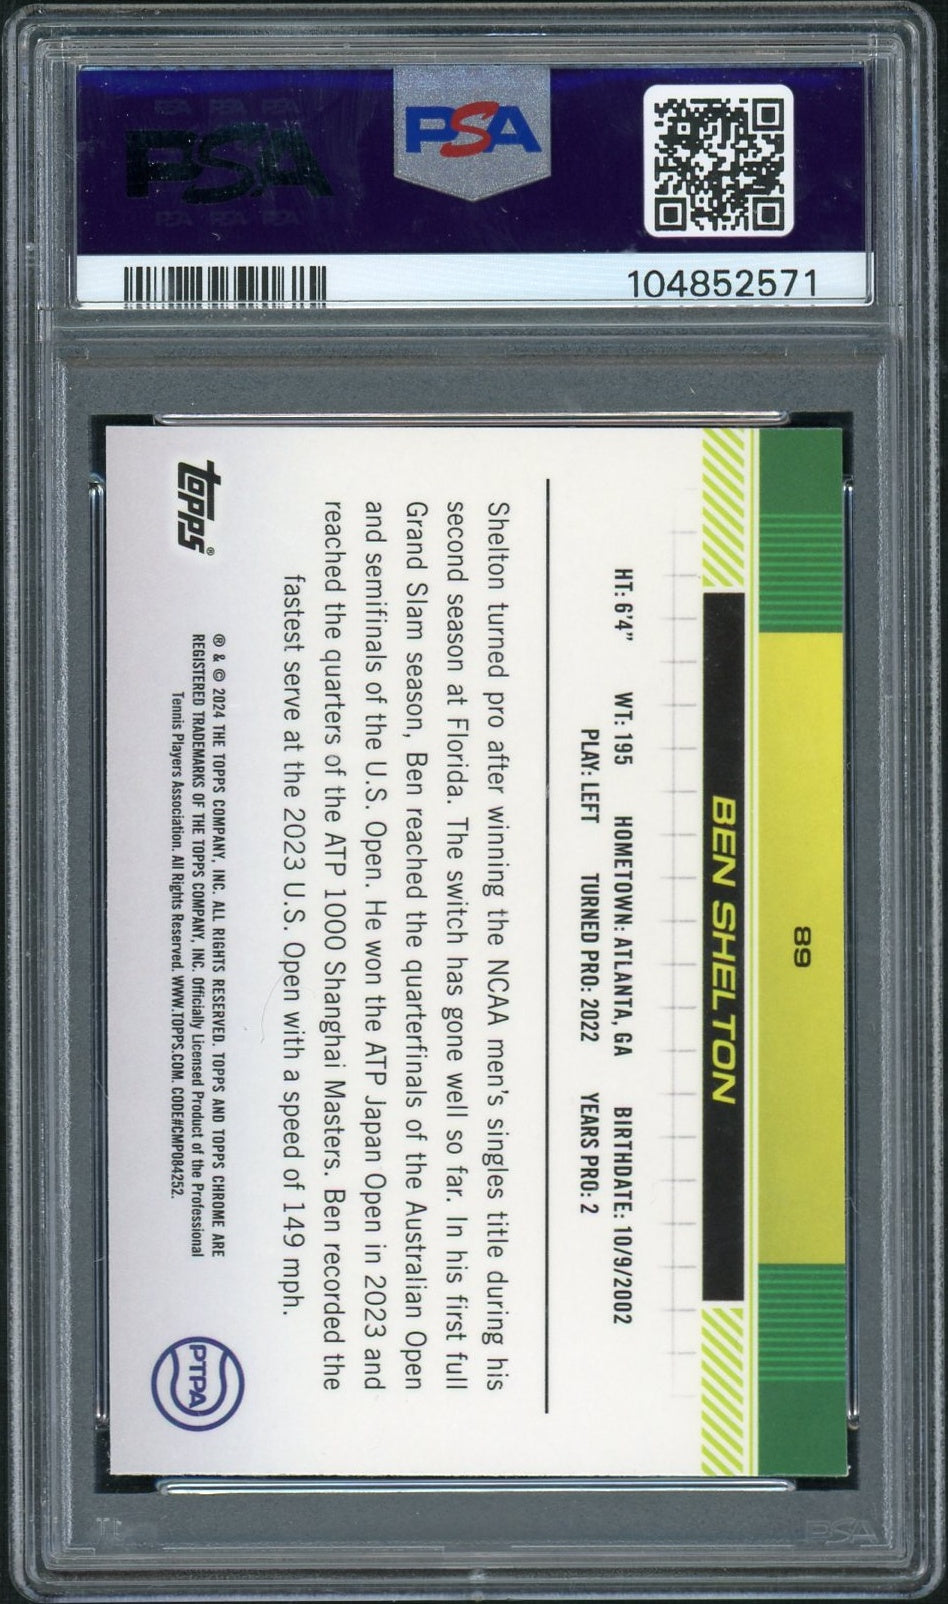 PSA PSA PSA
PSA
PSA PSA PSA
PSA
104852571
89
BEN SHELTON
HT: 6'4" WT: 195 HOMETOWN: ATLANTA, GA BIRTHDATE: 10/9/2002
PLAY: LEFT TURNED PRO: 2022 YEARS PRO: 2
Shelton turned pro after winning the NCAA men's singles title during his
second season at Florida. The switch has gone well so far. In his first full
Grand Slam season, Ben reached the quarterfinals of the Australian Open
and semifinals of the U.S. Open. He won the ATP Japan Open in 2023 and
reached the quarters of the ATP 1000 Shanghai Masters. Ben recorded the
fastest serve at the 2023 U.S. Open with a speed of 149 mph.
topps®
® & © 2024 THE TOPPS COMPANY, INC. ALL RIGHTS RESERVED. TOPPS AND TOPPS CHROME ARE
REGISTERED TRADEMARKS OF THE TOPPS COMPANY, INC. Officially Licensed Product of the Professional
Tennis Players Association. All Rights Reserved. WWW.TOPPS.COM. CODE#CMP084252.
PTPA
PSA